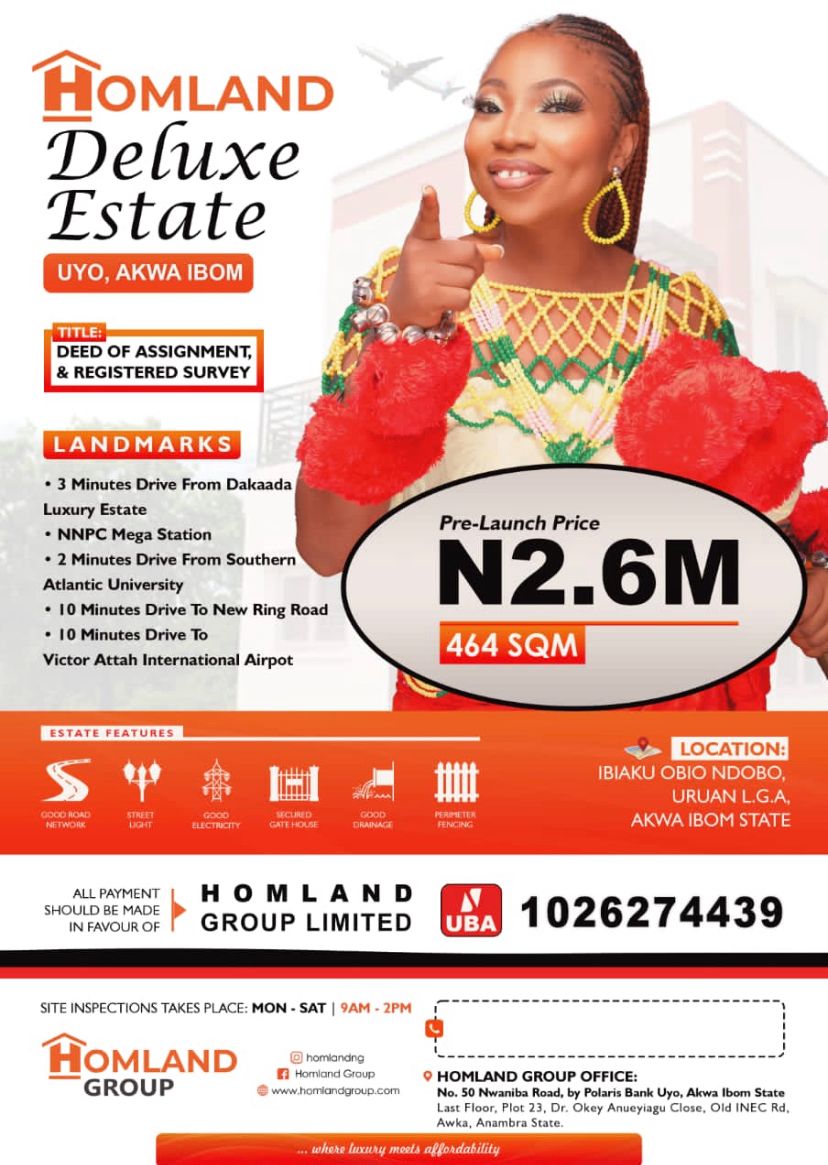 HOMLAND
Deluxe
Estate
UYO, AKWA IBOM
TITLE:
DEED OF ASSIGNMENT,
& REGISTERED SURVEY
LANDMARKS
• 3 Minutes Drive From Dakaada
Luxury Estate
• NNPC Mega Station
• 2 Minutes Drive From Southern
Atlantic University
• 10 Minutes Drive To New Ring Road
• 10 Minutes Drive To
Victor Attah International Airpot
Pre-Launch Price
N2.6M
464 SQM
ESTATE FEATURES
GOOD ROAD
NETWORK
STREET
LIGHT
GOOD
ELECTRICITY
SECURED
GATE HOUSE
GOOD
DRAINAGE
PERIMETER
FENCING
LOCATION:
IBIAKU OBIO NDOBO,
URUAN L.G.A,
AKWA IBOM STATE
ALL PAYMENT
SHOULD BE MADE
IN FAVOUR OF
HOMLAND
GROUP LIMITED
UBA
1026274439
SITE INSPECTIONS TAKES PLACE: MON - SAT | 9AM - 2PM
HOMLAND
GROUP
homlandng
Homland Group
www.homlandgroup.com
HOMLAND GROUP OFFICE:
No. 50 Nwaniba Road, by Polaris Bank Uyo, Akwa Ibom State
Last Floor, Plot 23, Dr. Okey Anueyiagu Close, Old INEC Rd,
Awka, Anambra State.
... where luxury meets affordability